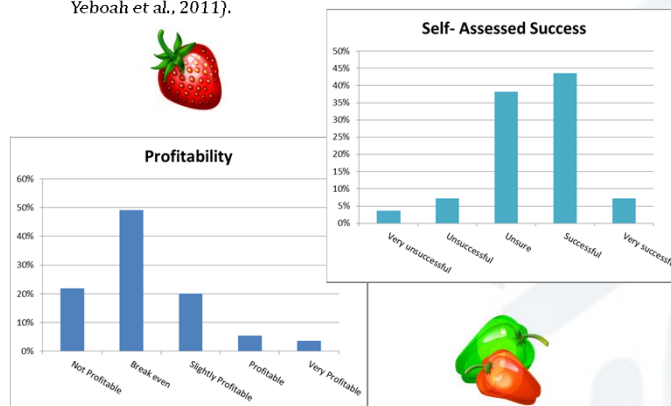 Yeboah et al., 2011}.
Self- Assessed Success
50%
45%
40%
35%
30%
25%
20%
15%
10%
5%
0%
Very unsuccessful
Unsuccessful
Unsure
Successful
Very successful
Profitability
60%
50%
40%
30%
20%
10%
0%
Not Profitable
Break even
Slightly Profitable
Profitable
Very Profitable